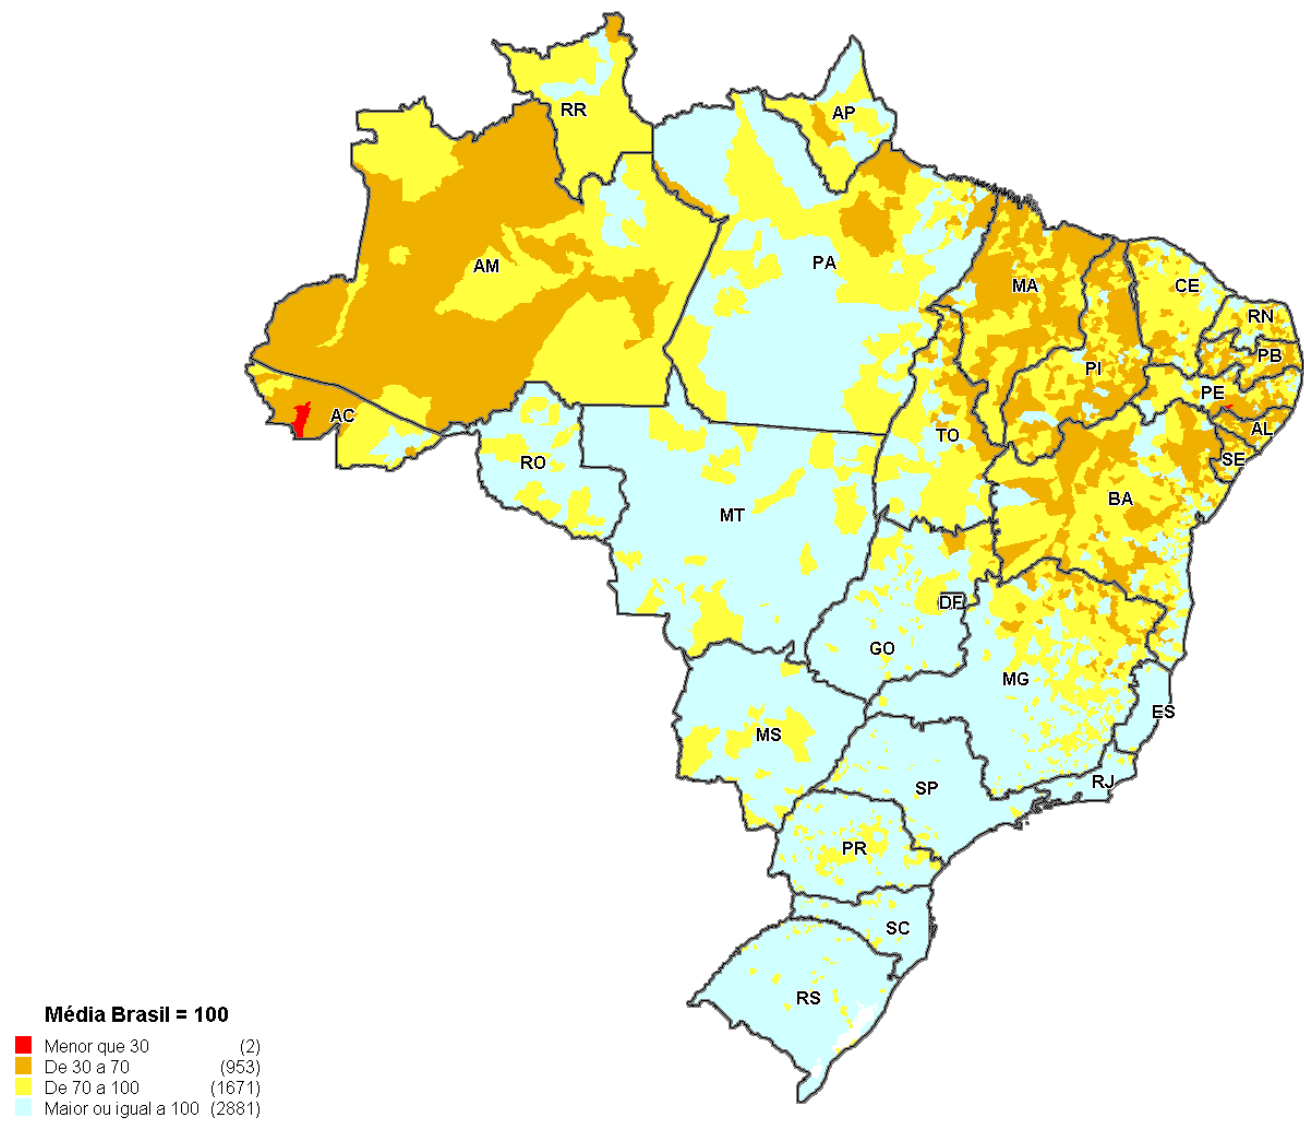 RR
AP
AM
PA
MA
CE
RN
PB
PI
PE
AC
AL
TO
SE
RO
BA
MT
DF
GO
MG
ES
MS
RJ
SP
PR
SC
RS
Média Brasil = 100
Menor que 30 (2)
De 30 a 70 (953)
De 70 a 100 (1671)
Maior ou igual a 100 (2881)